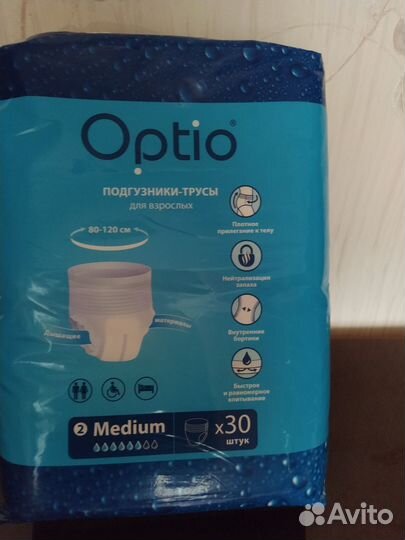 Optio®
ПОДГУЗНИКИ-ТРУСЫ
для взрослых
80-120 см
Плотное
прилегание к телу
Нейтрализация
запаха
Дышащие материалы
Внутренние
бортики
Быстрое
и равномерное
впитывание
2 Medium
x30
штук
Avito